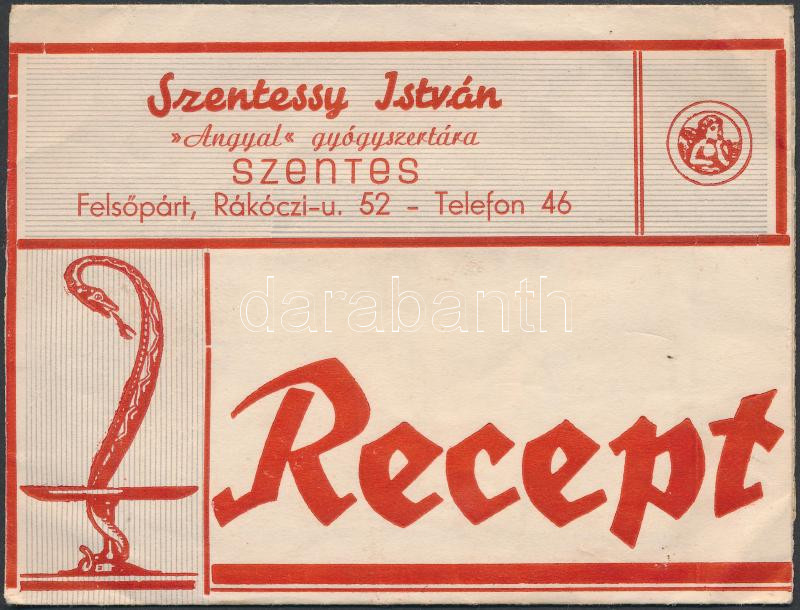 Szentessy István
»Angyal« gyógyszertára
SZENTES
Felsőpárt, Rákóczi-u. 52 - Telefon 46
darabanth
Recept